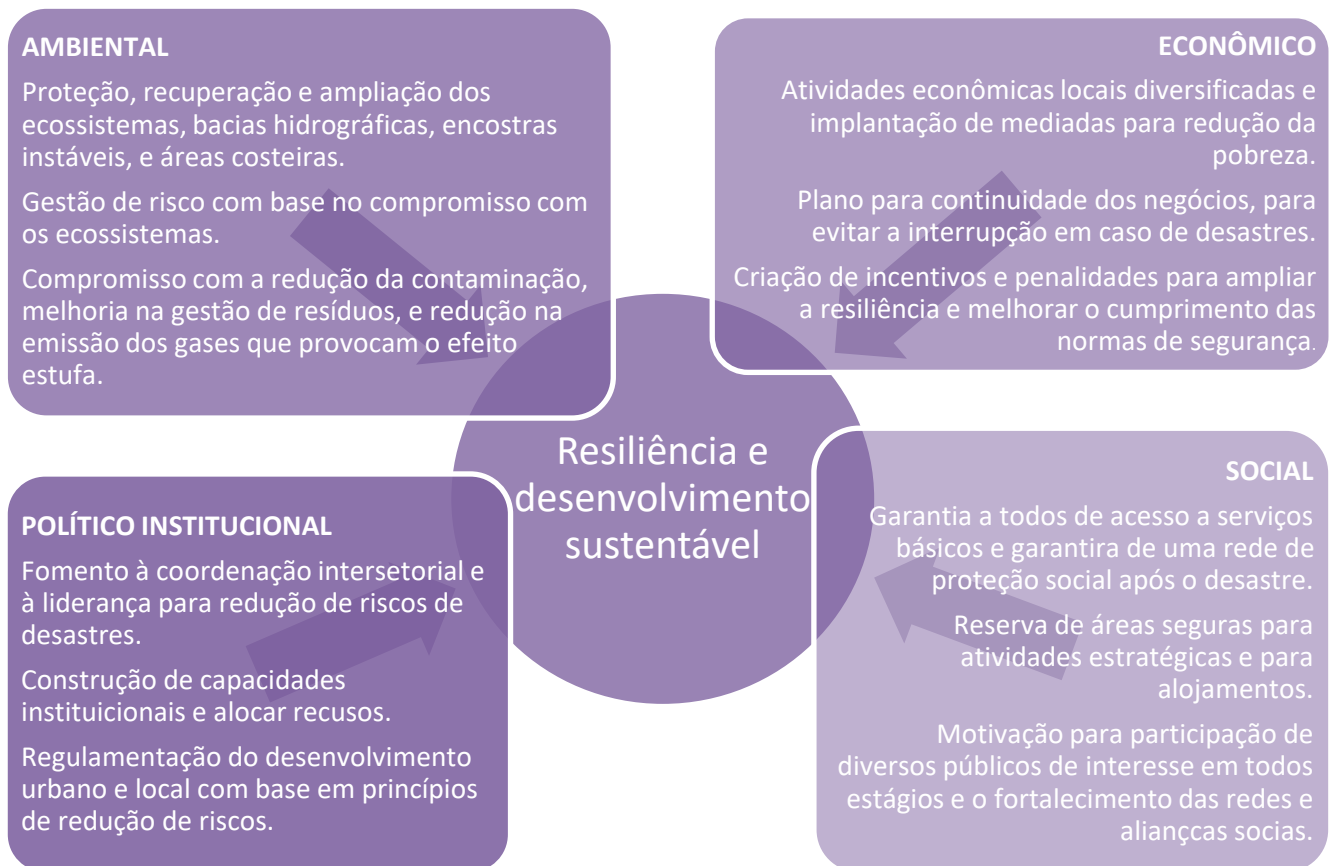 AMBIENTAL
Proteção, recuperação e ampliação dos
ecossistemas, bacias hidrográficas, encostras
instáveis, e áreas costeiras.
Gestão de risco com base no compromisso com
os ecossistemas.
Compromisso com a redução da contaminação,
melhoria na gestão de resíduos, e redução na
emissão dos gases que provocam o efeito
estufa.
ECONÔMICO
Atividades econômicas locais diversificadas e
implantação de mediadas para redução da
pobreza.
Plano para continuidade dos negócios, para
evitar a interrupção em caso de desastres.
Criação de incentivos e penalidades para ampliar
a resiliência e melhorar o cumprimento das
normas de segurança.
Resiliência e
desenvolvimento
sustentável
POLÍTICO INSTITUCIONAL
Fomento à coordenação intersetorial e
à liderança para redução de riscos de
desastres.
Construção de capacidades
instituicionais e alocar recusos.
Regulamentação do desenvolvimento
urbano e local com base em princípios
de redução de riscos.
SOCIAL
Garantia a todos de acesso a serviços
básicos e garantira de uma rede de
proteção social após o desastre.
Reserva de áreas seguras para
atividades estratégicas e para
alojamentos.
Motivação para participação de
diversos públicos de interesse em todos
estágios e o fortalecimento das redes e
aliançcas socias.